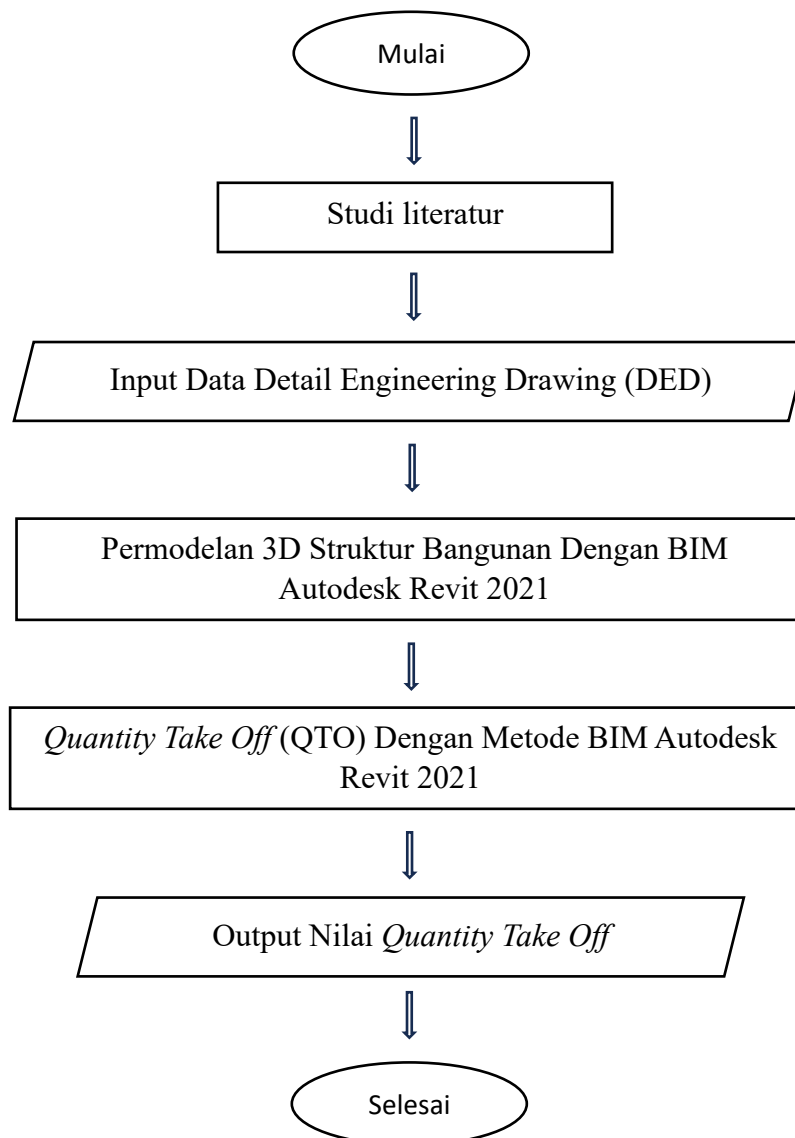 Mulai
Studi literatur
Input Data Detail Engineering Drawing (DED)
Permodelan 3D Struktur Bangunan Dengan BIM
Autodesk Revit 2021
Quantity Take Off (QTO) Dengan Metode BIM Autodesk
Revit 2021
Output Nilai Quantity Take Off
Selesai